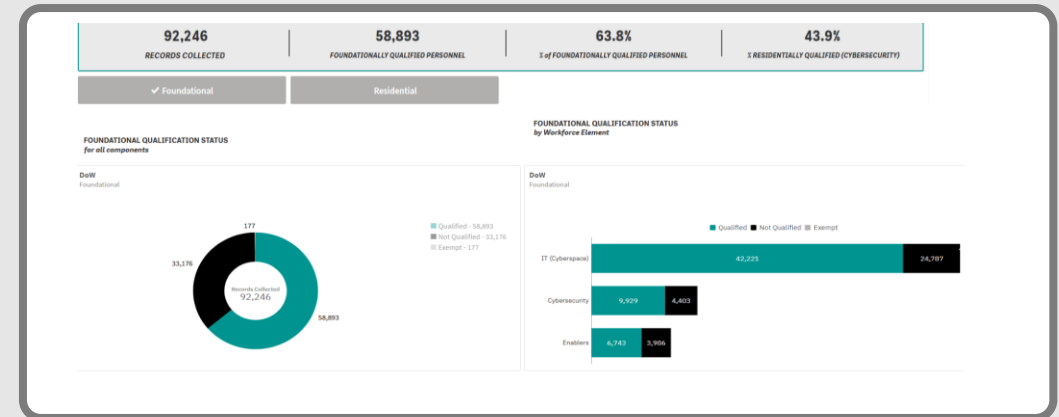 92,246
RECORDS COLLECTED
58,893
FOUNDATIONALLY QUALIFIED PERSONNEL
63.8%
% of FOUNDATIONALLY QUALIFIED PERSONNEL
43.9%
% RESIDENTIALLY QUALIFIED (CYBERSECURITY)
✔ Foundational
Residential
FOUNDATIONAL QUALIFICATION STATUS
for all components
FOUNDATIONAL QUALIFICATION STATUS
by Workforce Element
DoW
Foundational
177
33,176
Records Collected
92,246
58,893
Qualified - 58,893
Not Qualified - 33,176
Exempt - 177
DoW
Foundational
Qualified Not Qualified Exempt
IT (Cyberspace) 42,221 24,787
Cybersecurity 9,929 4,403
Enablers 6,743 3,986